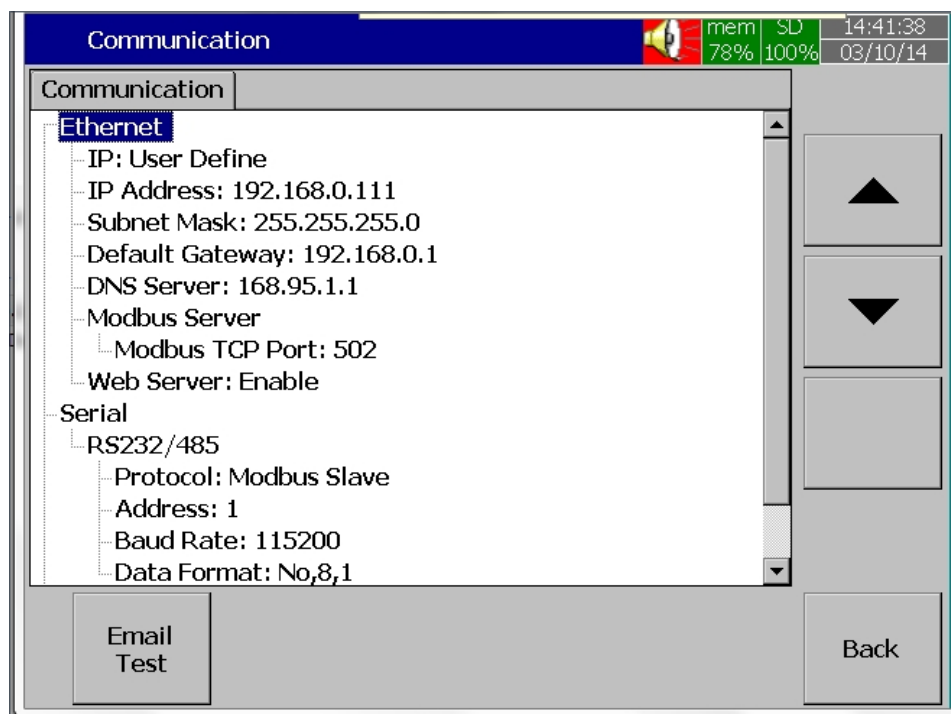 Communication
mem SD 14:41:38
78% 100% 03/10/14
Communication
Ethernet
IP: User Define
IP Address: 192.168.0.111
Subnet Mask: 255.255.255.0
Default Gateway: 192.168.0.1
DNS Server: 168.95.1.1
Modbus Server
Modbus TCP Port: 502
Web Server: Enable
Serial
RS232/485
Protocol: Modbus Slave
Address: 1
Baud Rate: 115200
Data Format: No,8,1
Email
Test
Back